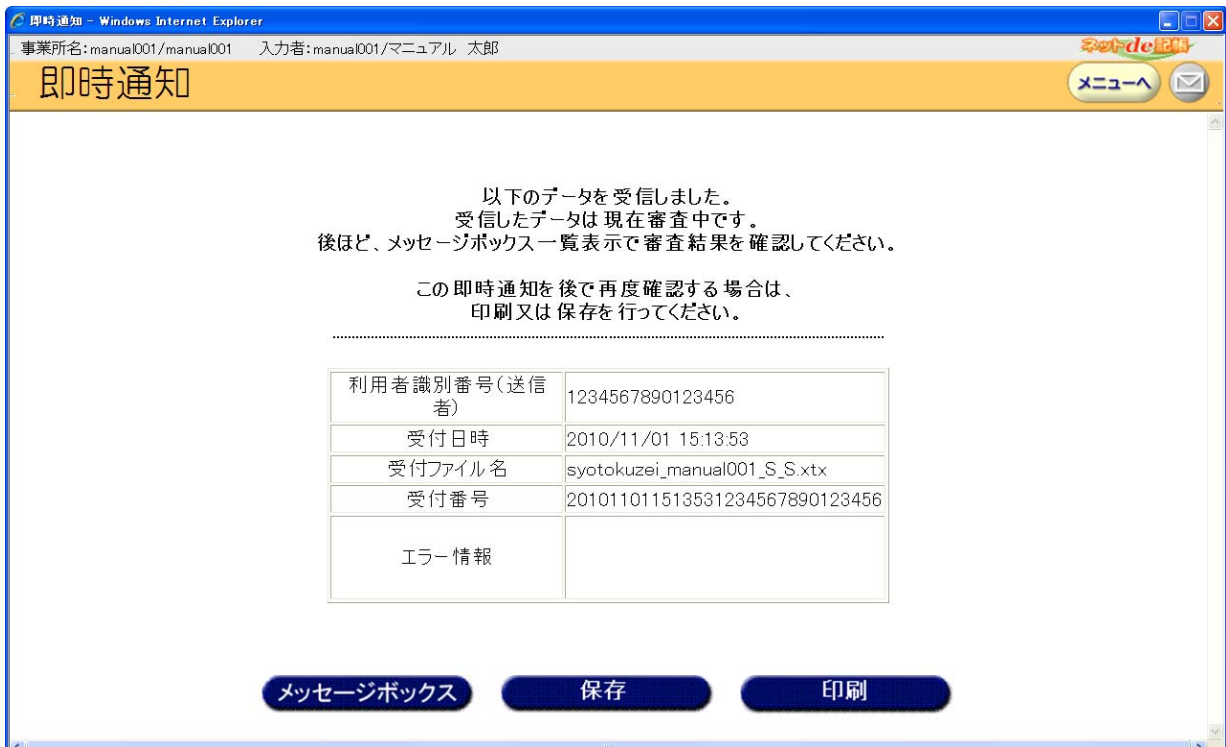 即時通知 - Windows Internet Explorer
事業所名:manual001/manual001 入力者:manual001/マニュアル 太郎
ネットde記帳
即時通知
メニューへ
以下のデータを受信しました。
受信したデータは現在審査中です。
後ほど、メッセージボックス一覧表示で審査結果を確認してください。
この即時通知を後で再度確認する場合は、
印刷又は保存を行ってください。
利用者識別番号(送信
者)
1234567890123456
受付日時 2010/11/01 15:13:53
受付ファイル名 syotokuzei_manual001_S_S.xtx
受付番号 201011011513531234567890123456
エラー情報
メッセージボックス 保存 印刷